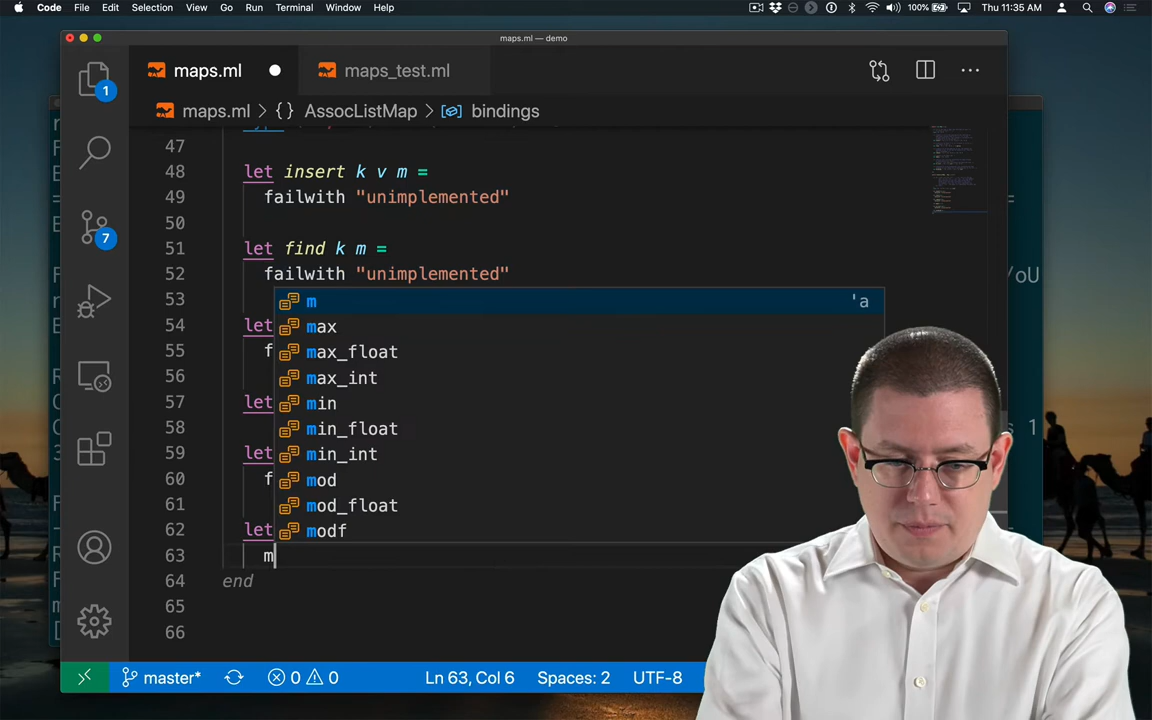 Code File Edit Selection View Go Run Terminal Window Help
100% Thu 11:35 AM
maps.ml — demo
maps.ml maps_test.ml
maps.ml > {} AssocListMap > bindings
1
7
47
48 let insert k v m =
49 failwith "unimplemented"
50
51 let find k m =
52 failwith "unimplemented"
53
m 'a
54 let
max
55 f
max_float
56
max_int
57 let
min
58
min_float
59 let
min_int
60 f
mod
61
mod_float
62 let
modf
63 m
64 end
65
66
/oU
s 1
master* 0 0 Ln 63, Col 6 Spaces: 2 UTF-8